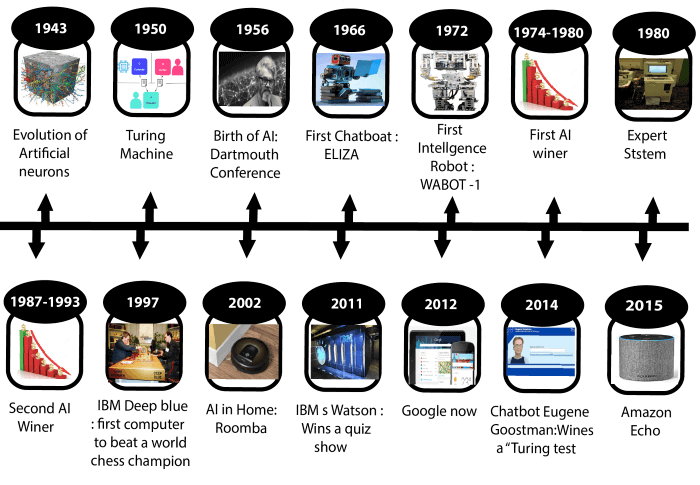 1943
1950
1956
1966
1972
1974-1980
1980
Evolution of
Artificial
neurons
Turing
Machine
Birth of AI:
Dartmouth
Conference
First Chatboat :
ELIZA
First
Intellgence
Robot :
WABOT -1
First AI
winer
Expert
Ststem
1987-1993
1997
2002
2011
2012
2014
2015
Second AI
Winer
IBM Deep blue
: first computer
to beat a world
chess champion
AI in Home:
Roomba
IBM s Watson :
Wins a quiz
show
Google now
Chatbot Eugene
Goostman:Wines
a “Turing test
Amazon
Echo